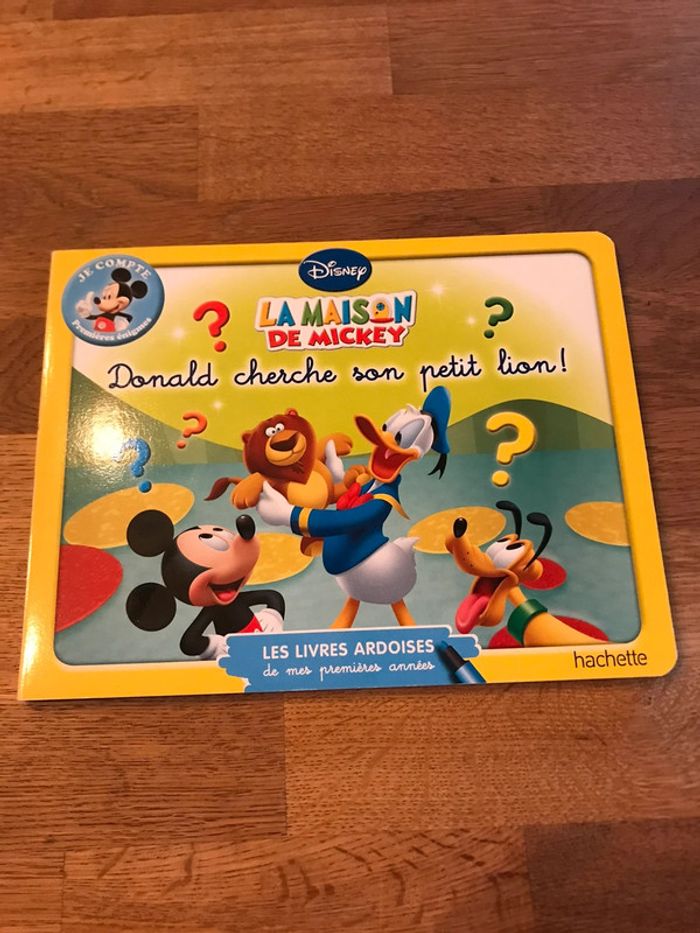 JE COMPTE
Premières énigmes
Disney
LA MAISON
DE MICKEY
Donald cherche son petit lion!
LES LIVRES ARDOISES
de mes premières années
hachette